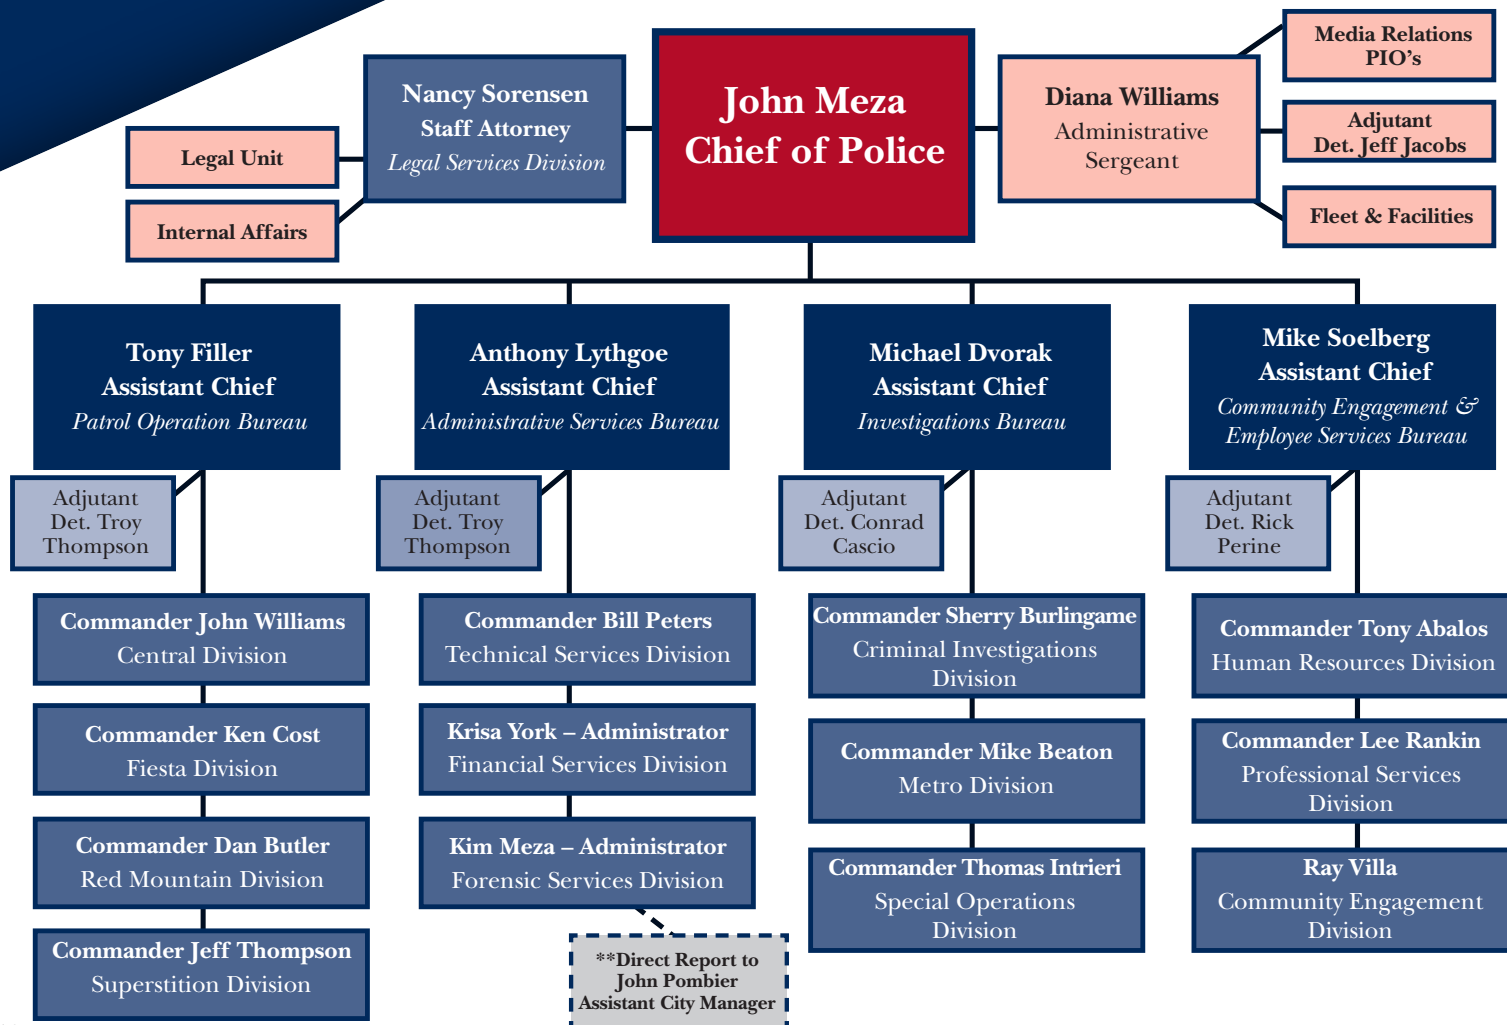 Nancy Sorensen
Staff Attorney
Legal Services Division
Legal Unit
Internal Affairs
John Meza
Chief of Police
Diana Williams
Administrative
Sergeant
Media Relations
PIO's
Adjutant
Det. Jeff Jacobs
Fleet & Facilities
Tony Filler
Assistant Chief
Patrol Operation Bureau
Adjutant
Det. Troy
Thompson
Commander John Williams
Central Division
Commander Ken Cost
Fiesta Division
Commander Dan Butler
Red Mountain Division
Commander Jeff Thompson
Superstition Division
Anthony Lythgoe
Assistant Chief
Administrative Services Bureau
Adjutant
Det. Troy
Thompson
Commander Bill Peters
Technical Services Division
Krisa York – Administrator
Financial Services Division
Kim Meza – Administrator
Forensic Services Division
**Direct Report to
John Pombier
Assistant City Manager
Michael Dvorak
Assistant Chief
Investigations Bureau
Adjutant
Det. Conrad
Cascio
Commander Sherry Burlingame
Criminal Investigations
Division
Commander Mike Beaton
Metro Division
Commander Thomas Intrieri
Special Operations
Division
Mike Soelberg
Assistant Chief
Community Engagement &
Employee Services Bureau
Adjutant
Det. Rick
Perine
Commander Tony Abalos
Human Resources Division
Commander Lee Rankin
Professional Services
Division
Ray Villa
Community Engagement
Division